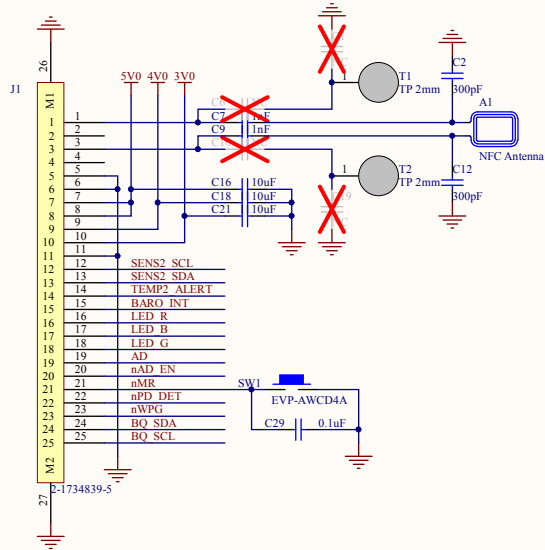 26
J1
M1
5V0 4V0 3V0
C7 1nF
C9 1nF
1 T1
TP 2mm
C2
300pF
A1
NFC Antenna
1 T2
TP 2mm
C12
300pF
C16 10uF
C18 10uF
C21 10uF
1 1
2 2
3 3
4 4
5 5
6 6
7 7
8 8
9 9
10 10
11 11
12 12 SENS2_SCL
13 13 SENS2_SDA
14 14 TEMP2_ALERT
15 15 BARO_INT
16 16 LED_R
17 17 LED_B
18 18 LED_G
19 19 AD
20 20 nAD_EN
21 21 nMR
22 22 nPD_DET
23 23 nWPG
24 24 BQ_SDA
25 25 BQ_SCL
SW1
EVP-AWCD4A
C29 0.1uF
M2
27
2-1734839-5